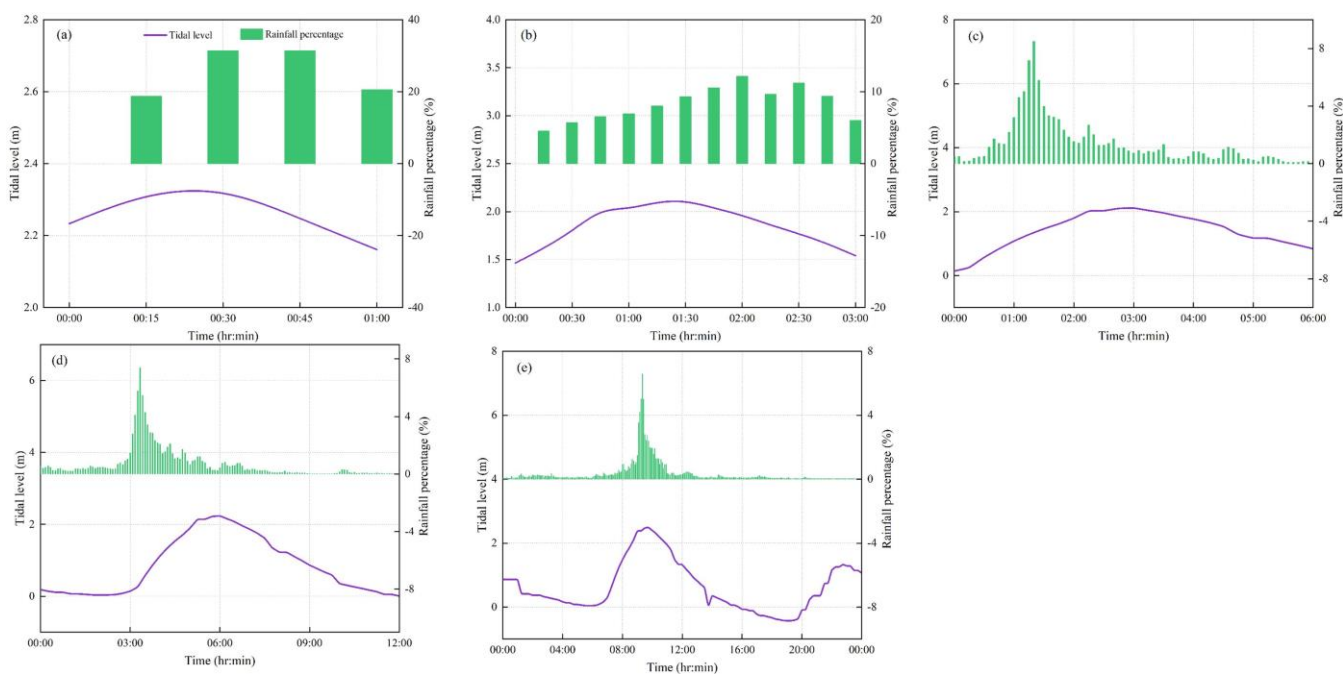 (a)
Tidal level
Rainfall percentage
2.8
2.6
2.4
2.2
2.0
Tidal level (m)
40
20
0
-20
-40
Rainfall percentage (%)
00:00 00:15 00:30 00:45 01:00
Time (hr:min)
(b)
4.0
3.5
3.0
2.5
2.0
1.5
1.0
Tidal level (m)
20
10
0
-10
-20
Rainfall percentage (%)
00:00 00:30 01:00 01:30 02:00 02:30 03:00
Time (hr:min)
(c)
8
6
4
2
0
Tidal level (m)
8
4
0
-4
-8
Rainfall percentage (%)
00:00 01:00 02:00 03:00 04:00 05:00 06:00
Time (hr:min)
(d)
6
4
2
0
Tidal level (m)
8
4
0
-4
-8
Rainfall percentage (%)
00:00 03:00 06:00 09:00 12:00
Time (hr:min)
(e)
8
6
4
2
0
Tidal level (m)
8
4
0
-4
-8
Rainfall percentage (%)
00:00 04:00 08:00 12:00 16:00 20:00 00:00
Time (hr:min)